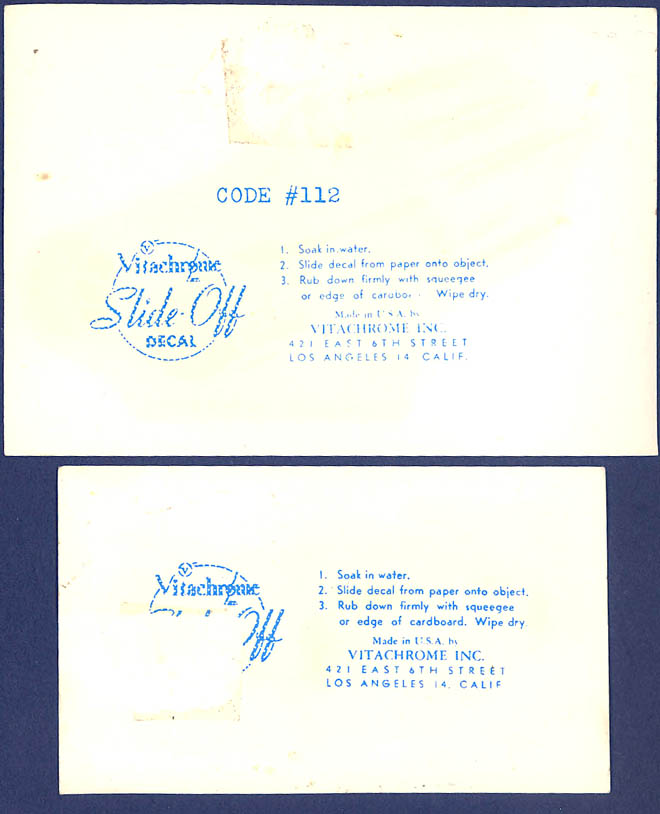 CODE #112
Vitachrome
Slide-Off
DECAL
1. Soak in water.
2. Slide decal from paper onto object.
3. Rub down firmly with squeegee
or edge of Wipe dry.
Made in U.S.A. by
VITACHROME INC.
421 EAST 6TH STREET
LOS ANGELES 14 CALIF.
Vitachrome
Off
1. Soak in water.
2. Slide decal from paper onto object.
3. Rub down firmly with squeegee
or edge of cardboard. Wipe dry
Made in U.S.A. by
VITACHROME INC.
421 EAST 6TH STREET
LOS ANGELES 14, CALIF